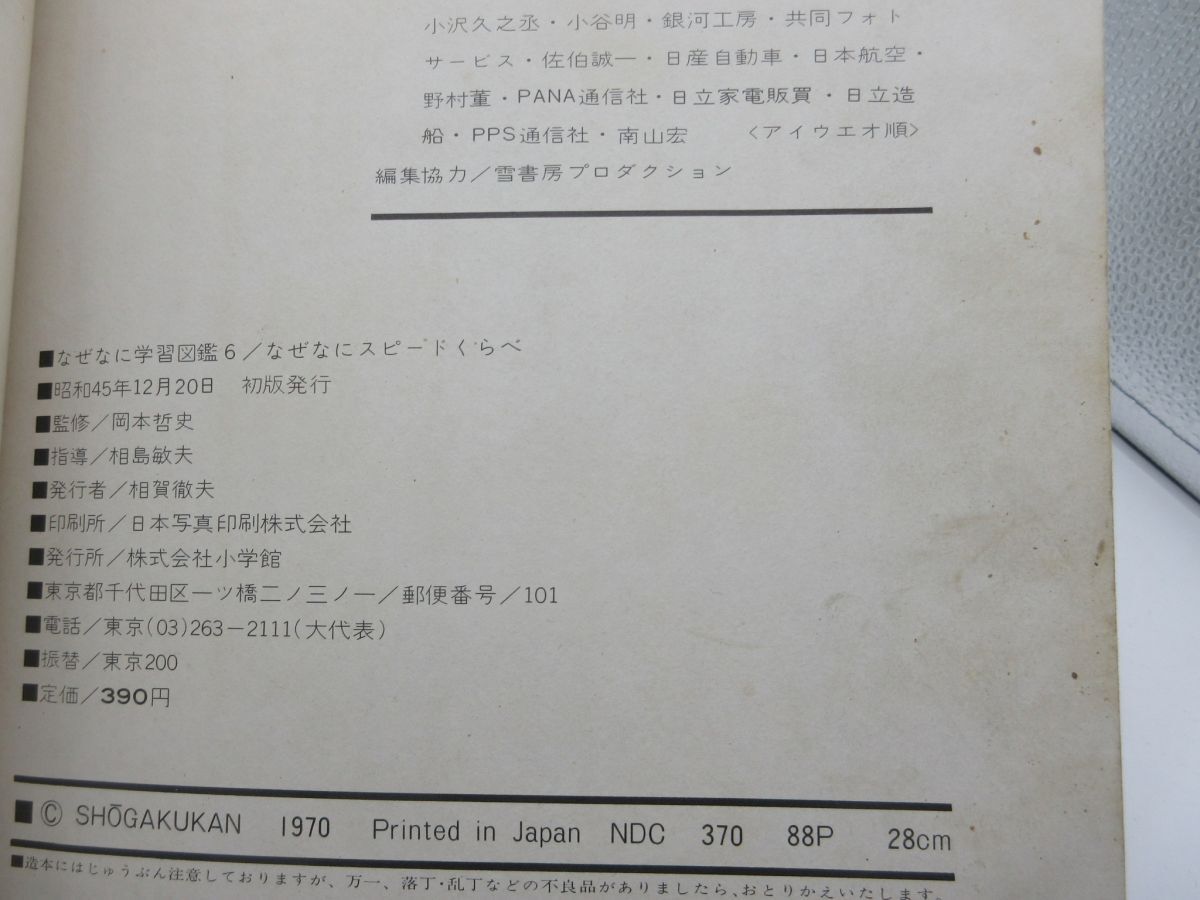 小沢久之丞・小谷明・銀河工房・共同フォト
サービス・佐伯誠一・日産自動車・日本航空・
野村董・PANA通信社・日立家電販買・日立造
船・PPS通信社・南山宏 〈アイウエオ順〉
編集協力／雪書房プロダクション
■なぜなに学習図鑑6／なぜなにスピードくらべ
■昭和45年12月20日 初版発行
■監修／岡本哲史
■指導／相島敏夫
■発行者／相賀徹夫
■印刷所／日本写真印刷株式会社
■発行所／株式会社小学館
■東京都千代田区一ツ橋二ノ三ノ一／郵便番号／101
■電話／東京(03)263−2111(大代表)
■振替／東京200
■定価／390円
■Ⓒ SHŌGAKUKAN 1970 Printed in Japan NDC 370 88P 28cm
■造本にはじゅうぶん注意しておりますが、万一、落丁・乱丁などの不良品がありましたら、おとりかえいたします。